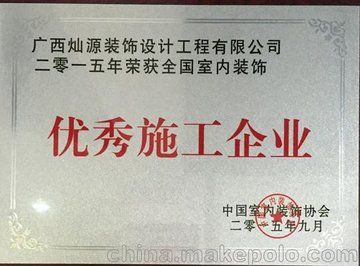 广西灿源装饰设计工程有限公司
二零一五年荣获全国室内装饰
优秀施工企业
中国室内装饰协会
二零一五年九月
china.makepolo.com